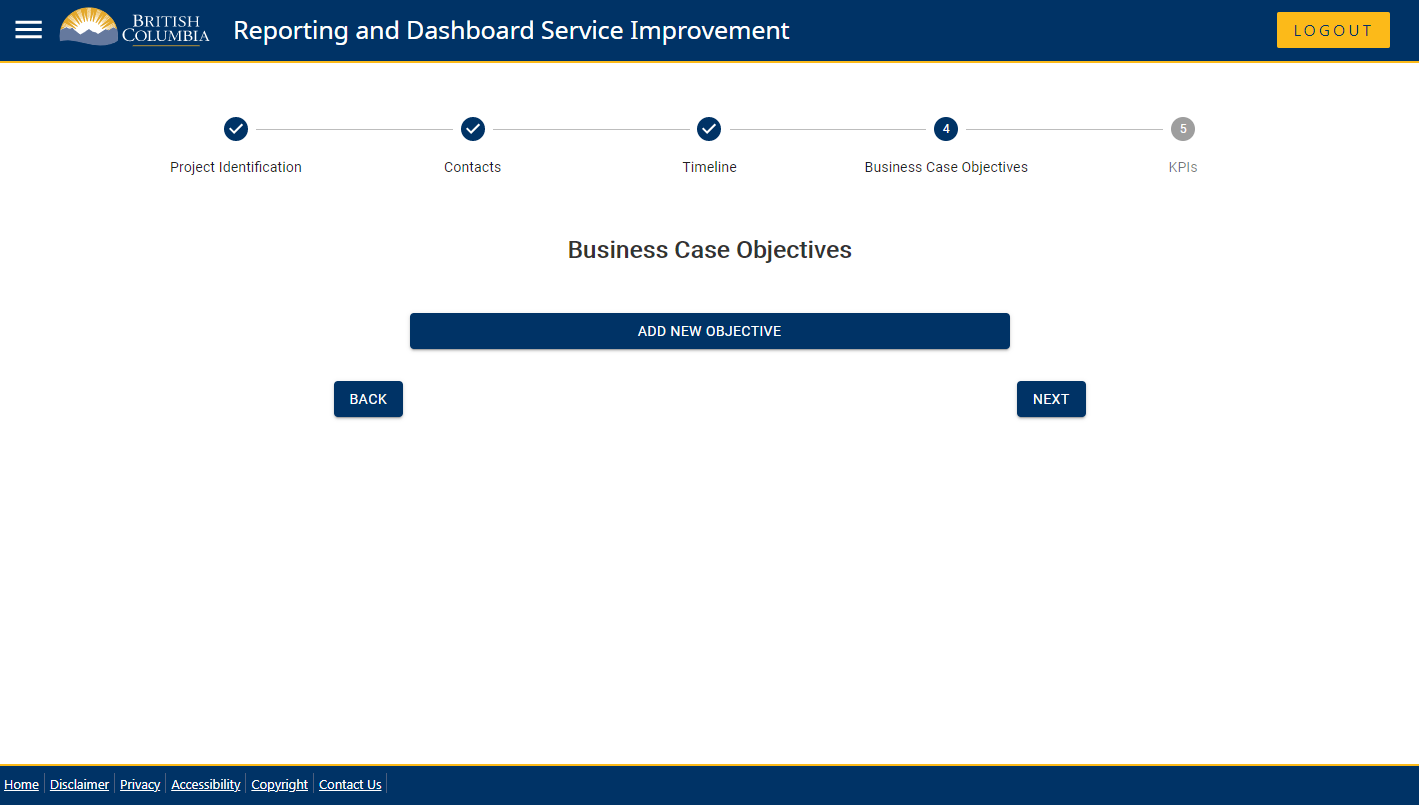 BRITISH
COLUMBIA
Reporting and Dashboard Service Improvement
LOGOUT
4
5
Project Identification
Contacts
Timeline
Business Case Objectives
KPIs
Business Case Objectives
ADD NEW OBJECTIVE
BACK
NEXT
Home
Disclaimer
Privacy
Accessibility
Copyright
Contact Us